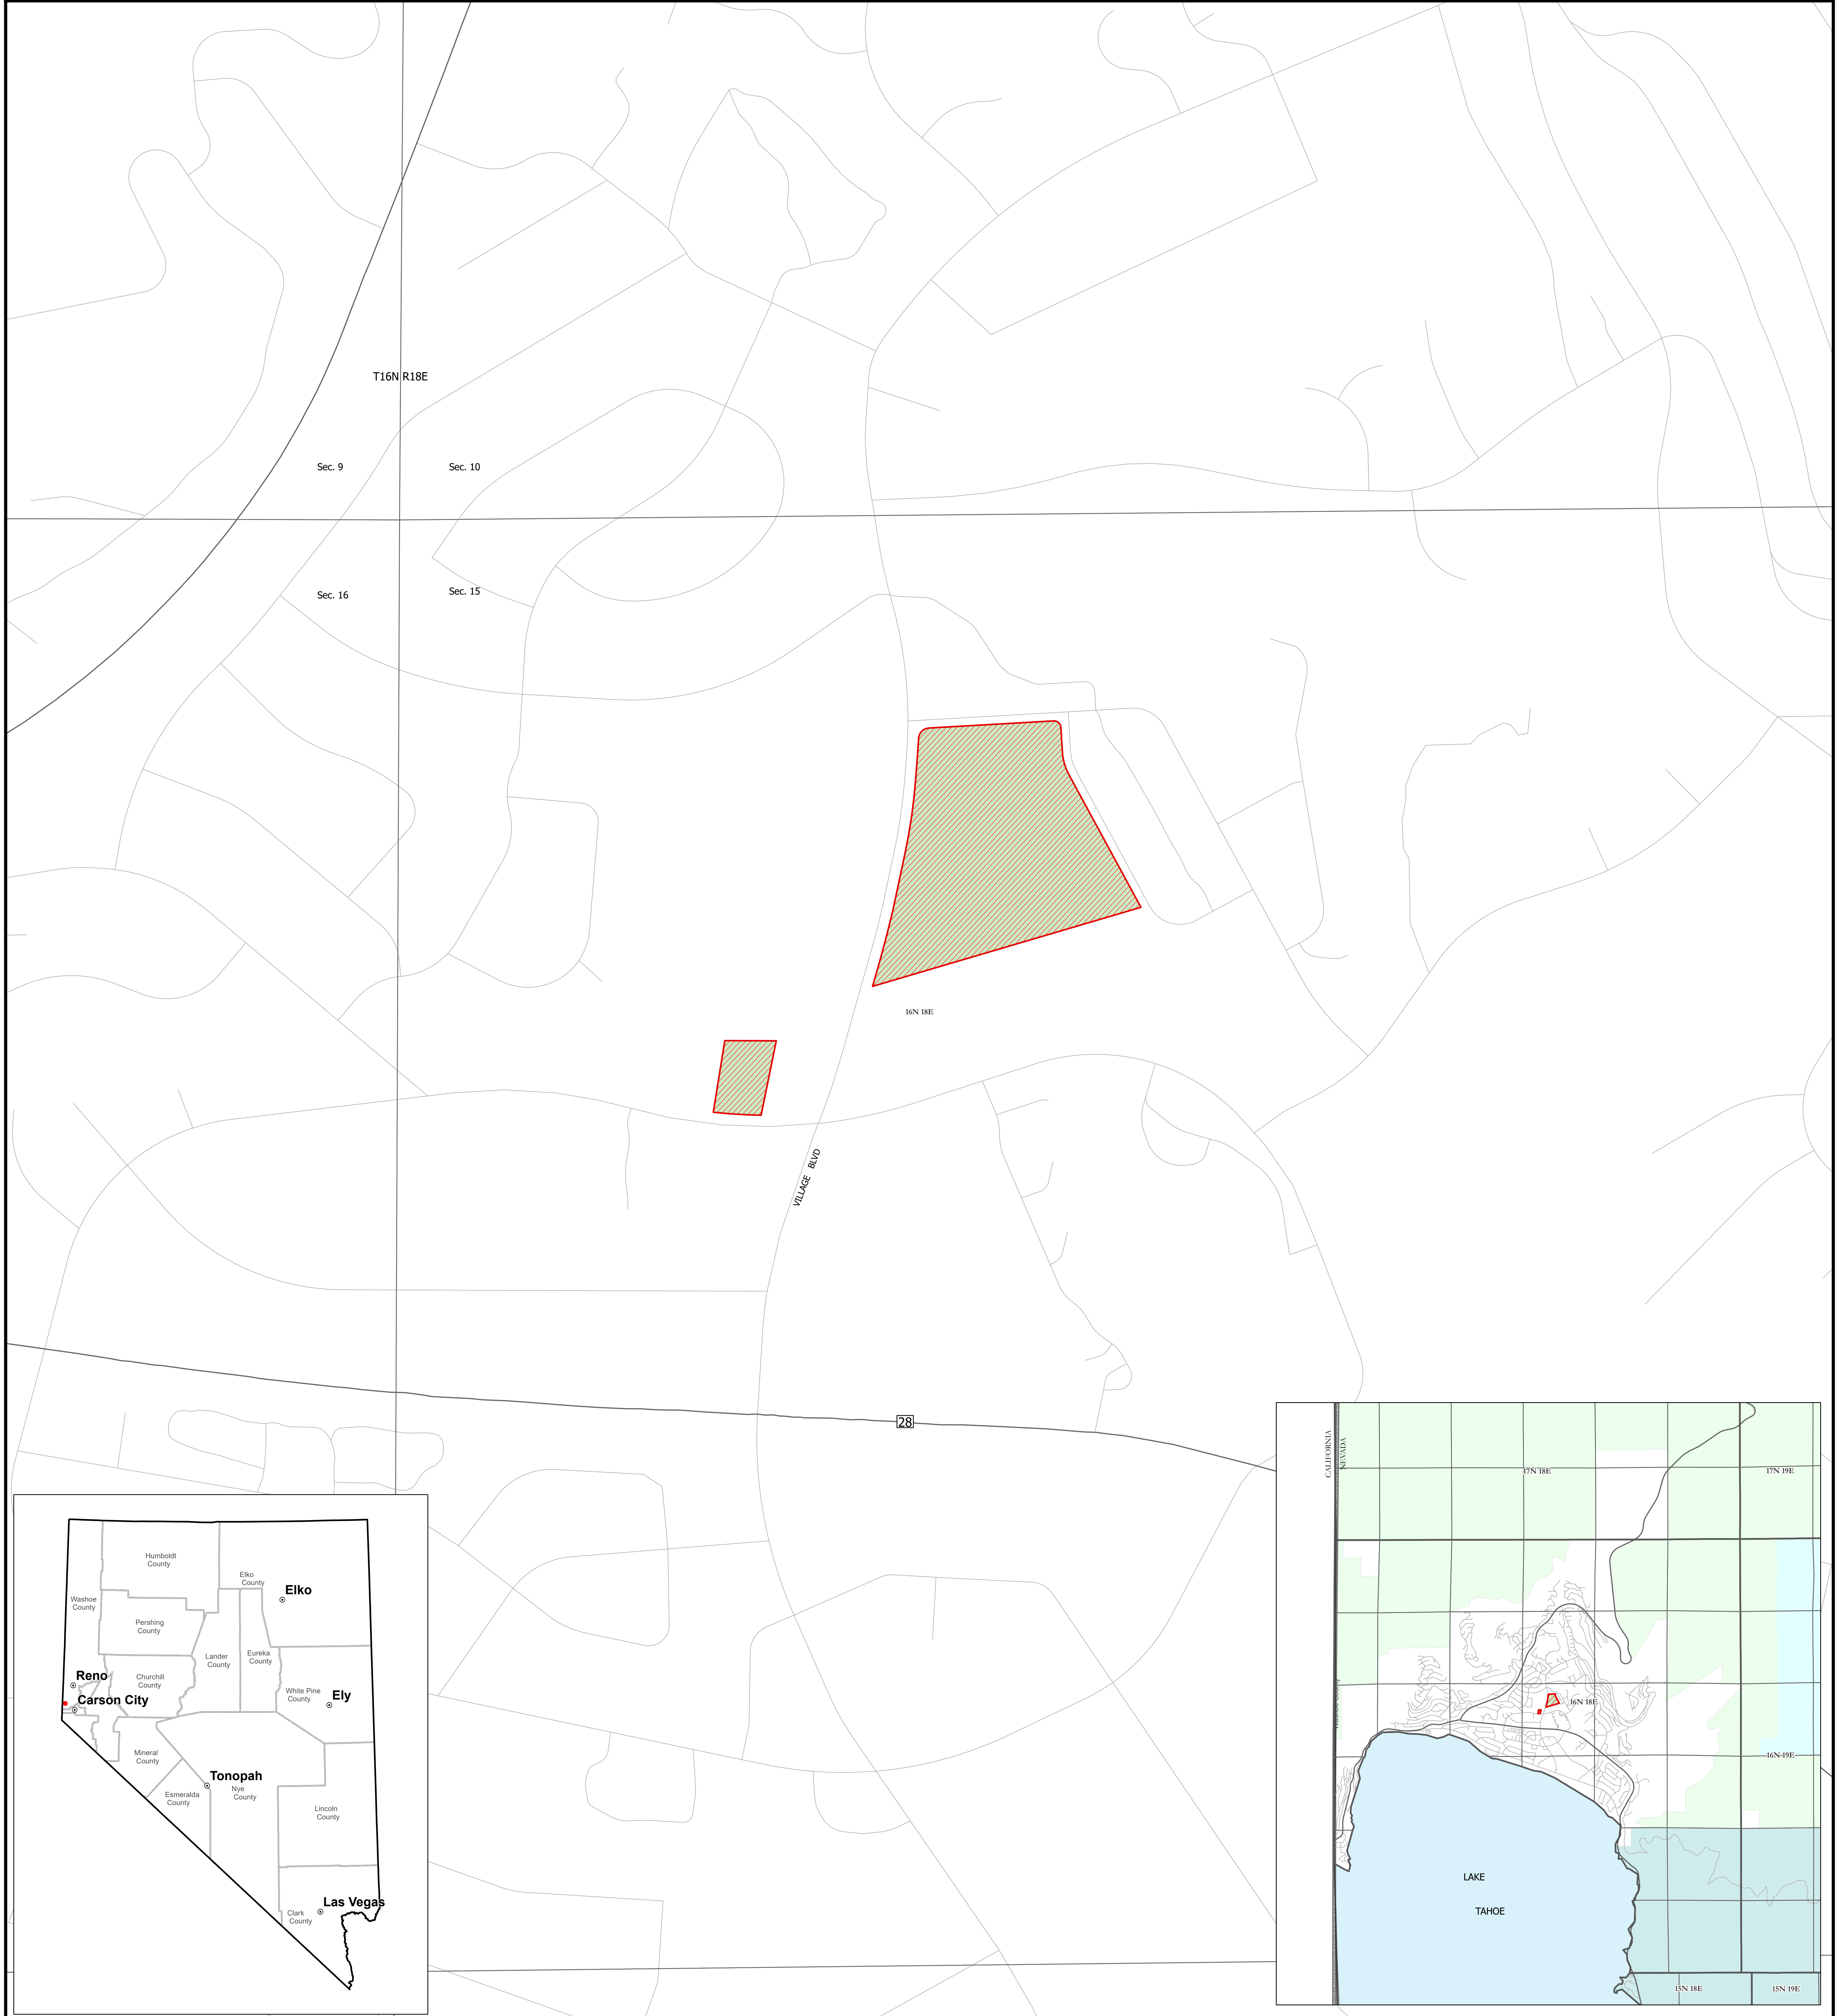 T16N R18E
Sec. 9
Sec. 10
Sec. 16
Sec. 15
16N 18E
VILLAGE BLVD
28
Humboldt
County
Elko
County
Elko
Washoe
County
Pershing
County
Lander
County
Eureka
County
Reno
Churchill
County
White Pine
County
Ely
Carson City
Mineral
County
Tonopah
Nye
County
Esmeralda
County
Lincoln
County
Las Vegas
Clark
County
CALIFORNIA
NEVADA
17N 18E
17N 19E
16N 18E
16N 19E
LAKE
TAHOE
15N 18E
15N 19E